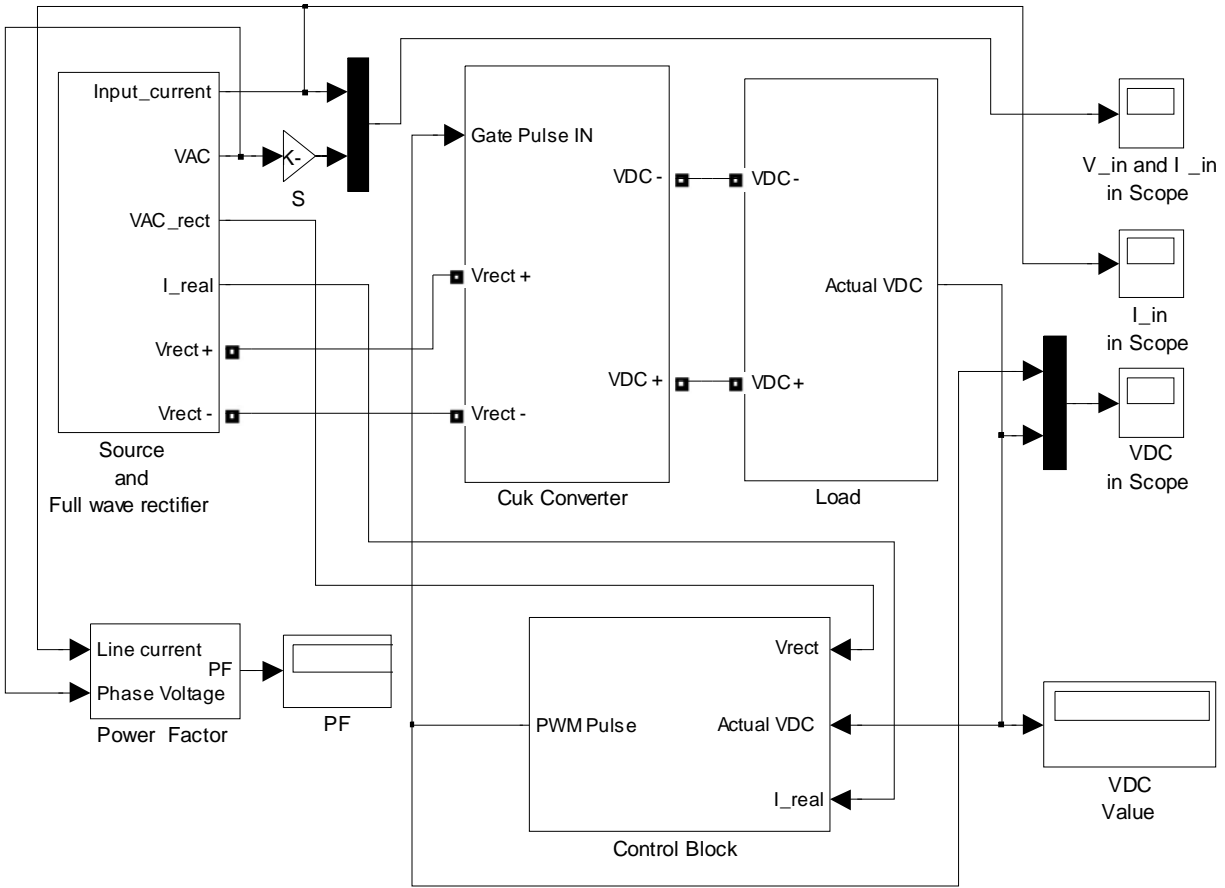 Input_current
VAC
VAC_rect
I_real
Vrect +
Vrect -
Source
and
Full wave rectifier
K-
S
Gate Pulse IN
Vrect +
Vrect -
VDC -
VDC +
Cuk Converter
VDC -
VDC +
Actual VDC
Load
V_in and I _in
in Scope
I_in
in Scope
VDC
in Scope
Line current
Phase Voltage
PF
Power Factor
PF
PWM Pulse
Vrect
Actual VDC
I_real
Control Block
VDC
Value